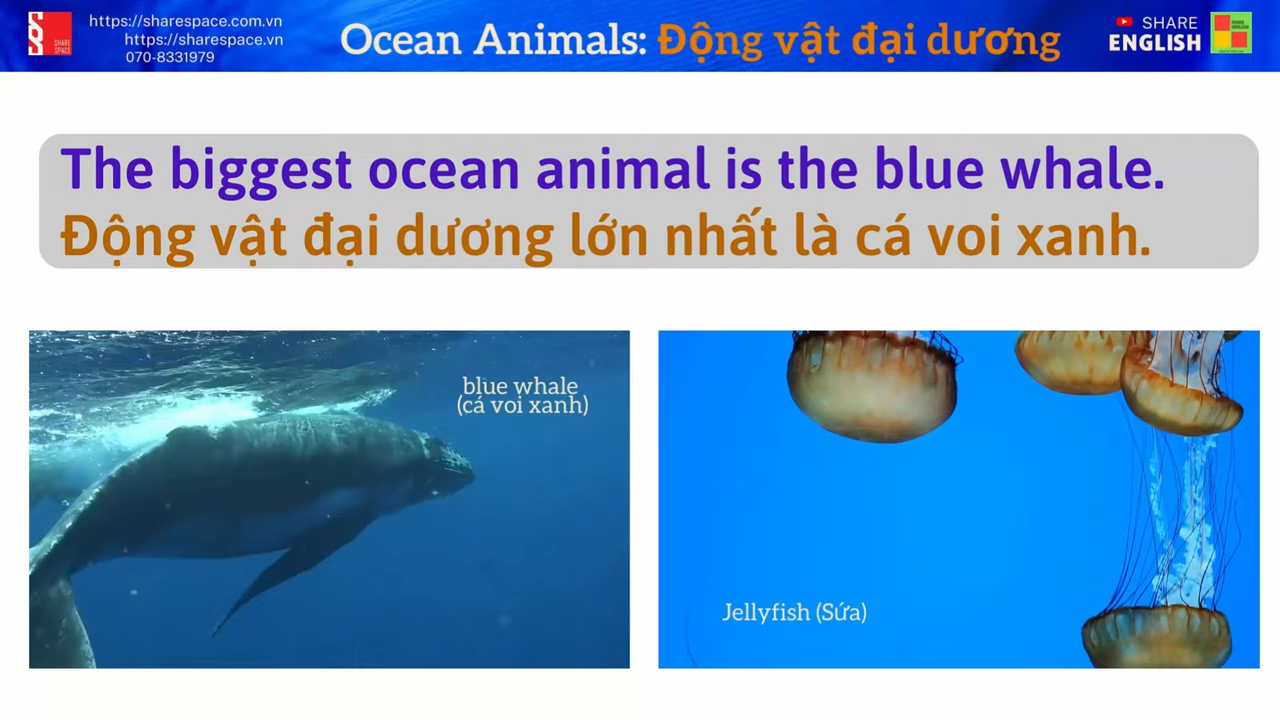 https://sharespace.com.vn
https://sharespace.vn
070-8331979
SHARE
SPACE
Ocean Animals: Động vật đại dương
SHARE
ENGLISH
The biggest ocean animal is the blue whale.
Động vật đại dương lớn nhất là cá voi xanh.
blue whale
(cá voi xanh)
Jellyfish (Sứa)